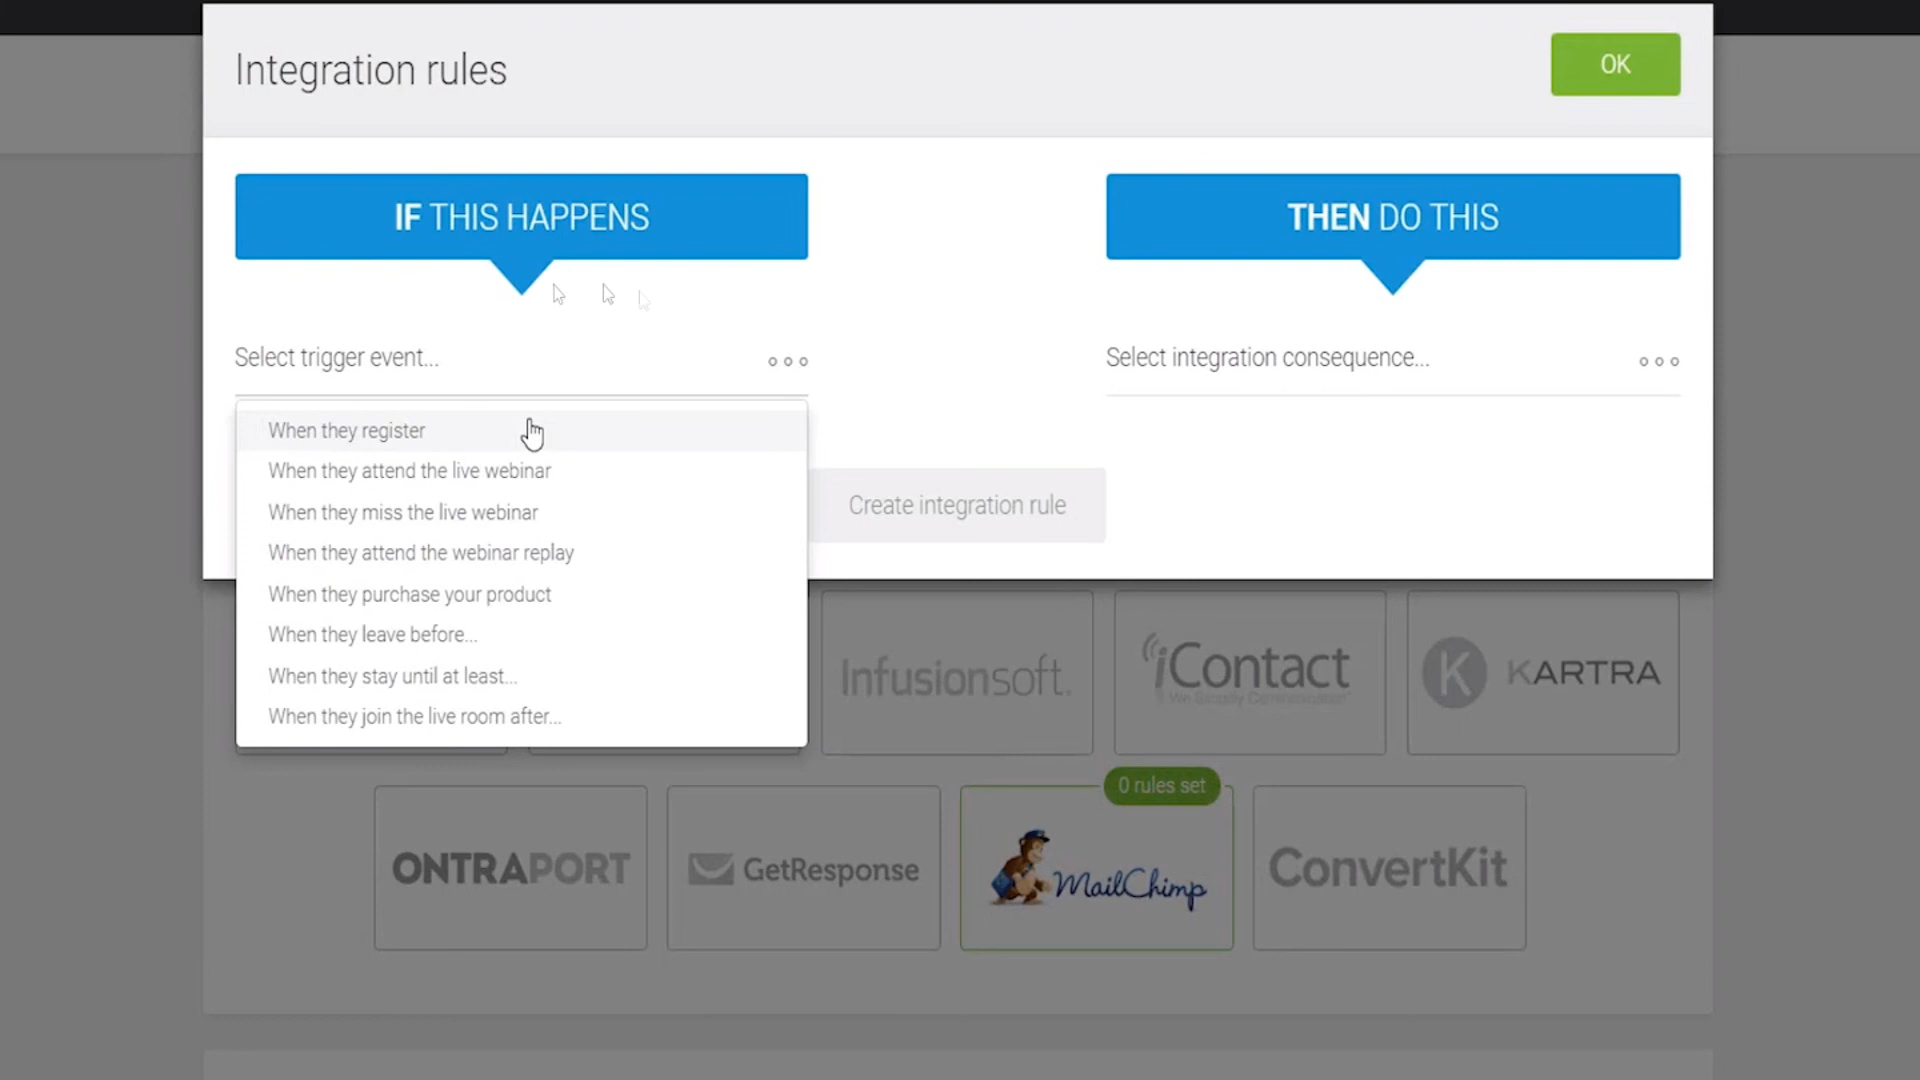 Integration rules
OK
IF THIS HAPPENS
THEN DO THIS
Select trigger event...
Select integration consequence...
When they register
When they attend the live webinar
When they miss the live webinar
When they attend the webinar replay
When they purchase your product
When they leave before...
When they stay until at least...
When they join the live room after...
Create integration rule
Infusionsoft.
iContact
K KARTRA
0 rules set
ONTRAPORT
GetResponse
MailChimp
ConvertKit